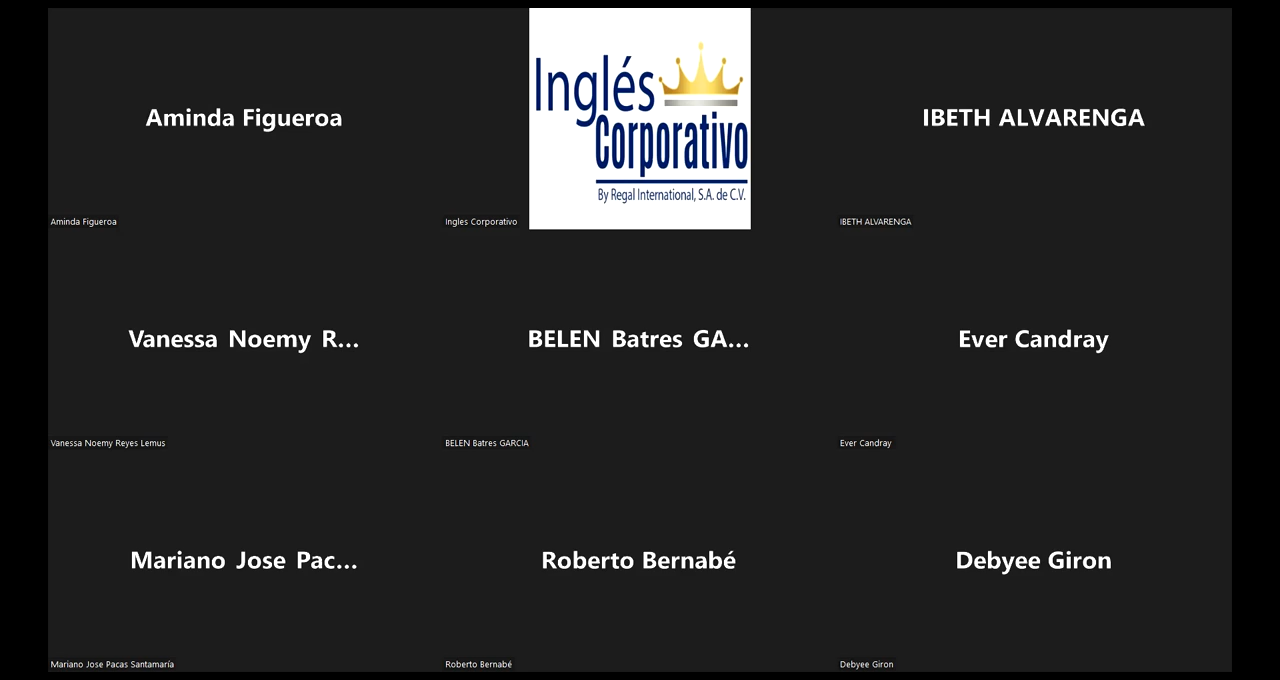 Aminda Figueroa
Aminda Figueroa
Inglés
Corporativo
By Regal International, S.A. de C.V.
Ingles Corporativo
IBETH ALVARENGA
IBETH ALVARENGA
Vanessa Noemy R...
Vanessa Noemy Reyes Lemus
BELEN Batres GA...
BELEN Batres GARCIA
Ever Candray
Ever Candray
Mariano Jose Pac...
Mariano Jose Pacas Santamaría
Roberto Bernabé
Roberto Bernabé
Debyee Giron
Debyee Giron